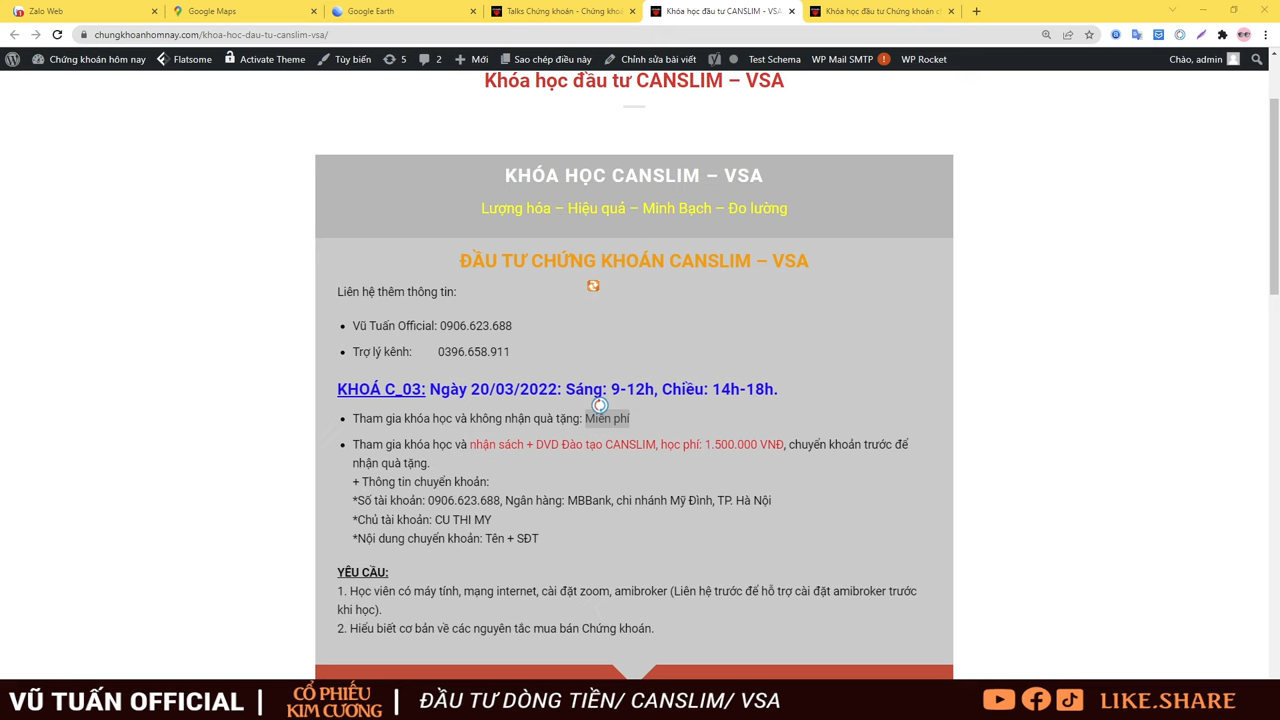 Zalo Web
Google Maps
Google Earth
Talks Chứng khoán - Chứng khoá
Khóa học đầu tư CANSLIM - VSA
Khóa học đầu tư Chứng khoán c
chungkhoanhomnay.com/khoa-hoc-dau-tu-canslim-vsa/
Chứng khoán hôm nay
Flatsome
Activate Theme
Tùy biến
5
2
Mới
Sao chép điều này
Chỉnh sửa bài viết
Test Schema
WP Mail SMTP
WP Rocket
Chào, admin
Khóa học đầu tư CANSLIM – VSA
KHÓA HỌC CANSLIM – VSA
Lượng hóa – Hiệu quả – Minh Bạch – Đo lường
ĐẦU TƯ CHỨNG KHOÁN CANSLIM – VSA
Liên hệ thêm thông tin:
• Vũ Tuấn Official: 0906.623.688
• Trợ lý kênh: 0396.658.911
KHOÁ C_03: Ngày 20/03/2022: Sáng: 9-12h, Chiều: 14h-18h.
• Tham gia khóa học và không nhận quà tặng: Miễn phí
• Tham gia khóa học và nhận sách + DVD Đào tạo CANSLIM, học phí: 1.500.000 VNĐ, chuyển khoản trước để
nhận quà tặng.
+ Thông tin chuyển khoản:
*Số tài khoản: 0906.623.688, Ngân hàng: MBBank, chi nhánh Mỹ Đình, TP. Hà Nội
*Chủ tài khoản: CU THI MY
*Nội dung chuyển khoản: Tên + SĐT
YÊU CẦU:
1. Học viên có máy tính, mạng internet, cài đặt zoom, amibroker (Liên hệ trước để hỗ trợ cài đặt amibroker trước
khi học).
2. Hiểu biết cơ bản về các nguyên tắc mua bán Chứng khoán.
VŨ TUẤN OFFICIAL | CỔ PHIẾU KIM CƯƠNG | ĐẦU TƯ DÒNG TIỀN/ CANSLIM/ VSA LIKE.SHARE